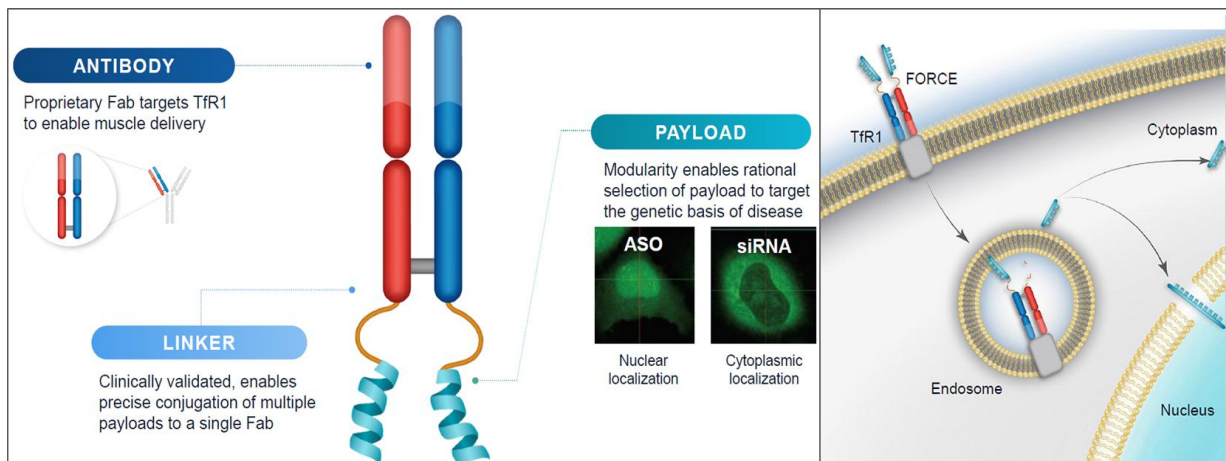 ANTIBODY
Proprietary Fab targets TfR1
to enable muscle delivery
LINKER
Clinically validated, enables
precise conjugation of multiple
payloads to a single Fab
PAYLOAD
Modularity enables rational
selection of payload to target
the genetic basis of disease
ASO
siRNA
Nuclear
localization
Cytoplasmic
localization
FORCE
TfR1
Cytoplasm
Endosome
Nucleus